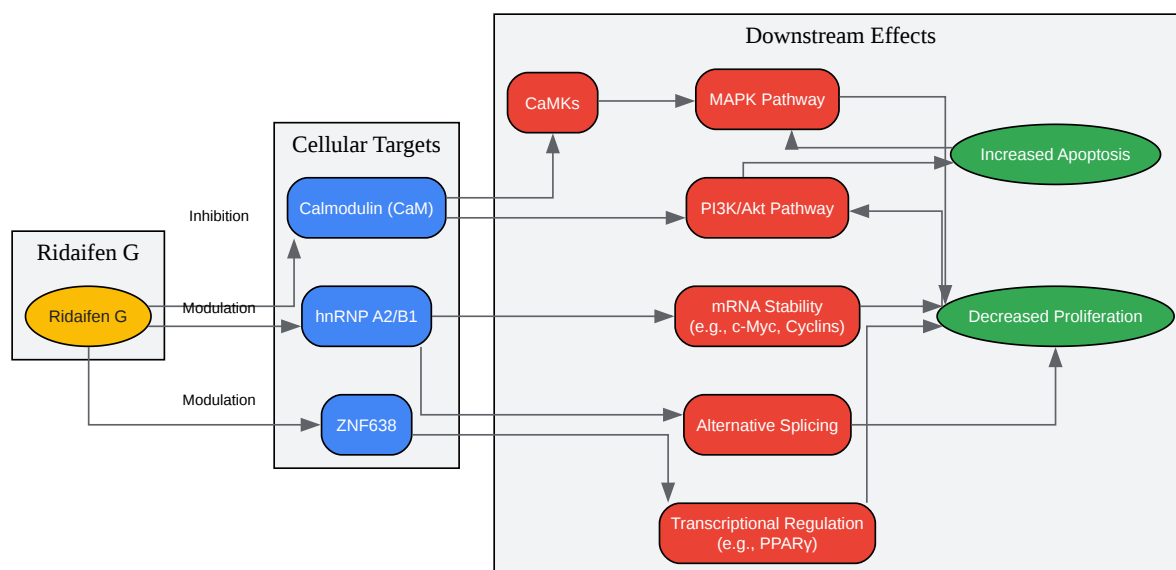 Downstream Effects
CaMKs
MAPK Pathway
Cellular Targets
Increased Apoptosis
Calmodulin (CaM)
PI3K/Akt Pathway
Inhibition
Ridaifen G
Modulation
Ridaifen G
hnRNP A2/B1
mRNA Stability
(e.g., c-Myc, Cyclins)
Decreased Proliferation
Modulation
ZNF638
Alternative Splicing
Transcriptional Regulation
(e.g., PPARγ)